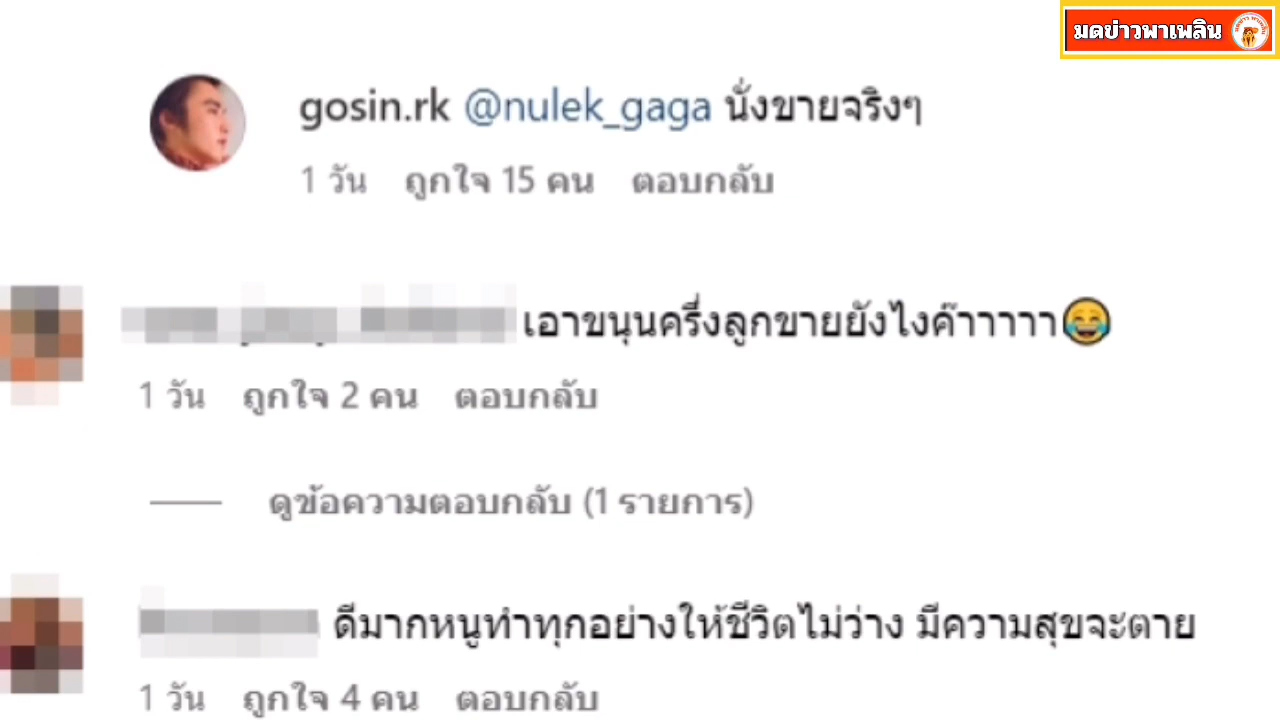 มดข่าวพาเพลิน
gosin.rk @nulek_gaga นั่งขายจริงๆ
1 วัน ถูกใจ 15 คน ตอบกลับ
เอาขนุนครึ่งลูกขายยังไงค๊าาาาา😂
1 วัน ถูกใจ 2 คน ตอบกลับ
ดูข้อความตอบกลับ (1 รายการ)
ดีมากหนูทำทุกอย่างให้ชีวิตไม่ว่าง มีความสุขจะตาย
1 วัน ถูกใจ 4 คน ตอบกลับ